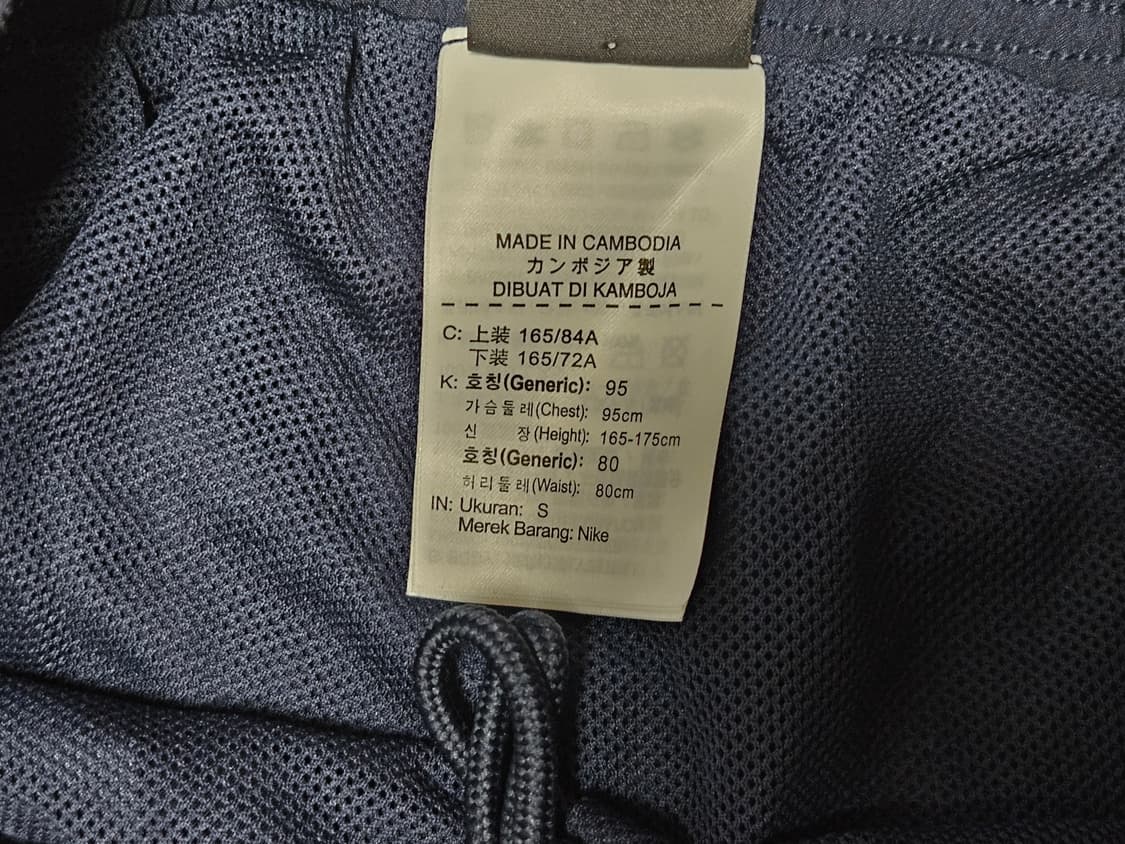 MADE IN CAMBODIA
カンボジア製
DIBUAT DI KAMBOJA
C: 上装 165/84A
下装 165/72A
K: 호칭(Generic): 95
가슴둘레(Chest): 95cm
신 장(Height): 165-175cm
호칭(Generic): 80
허리둘레(Waist): 80cm
IN: Ukuran: S
Merek Barang: Nike